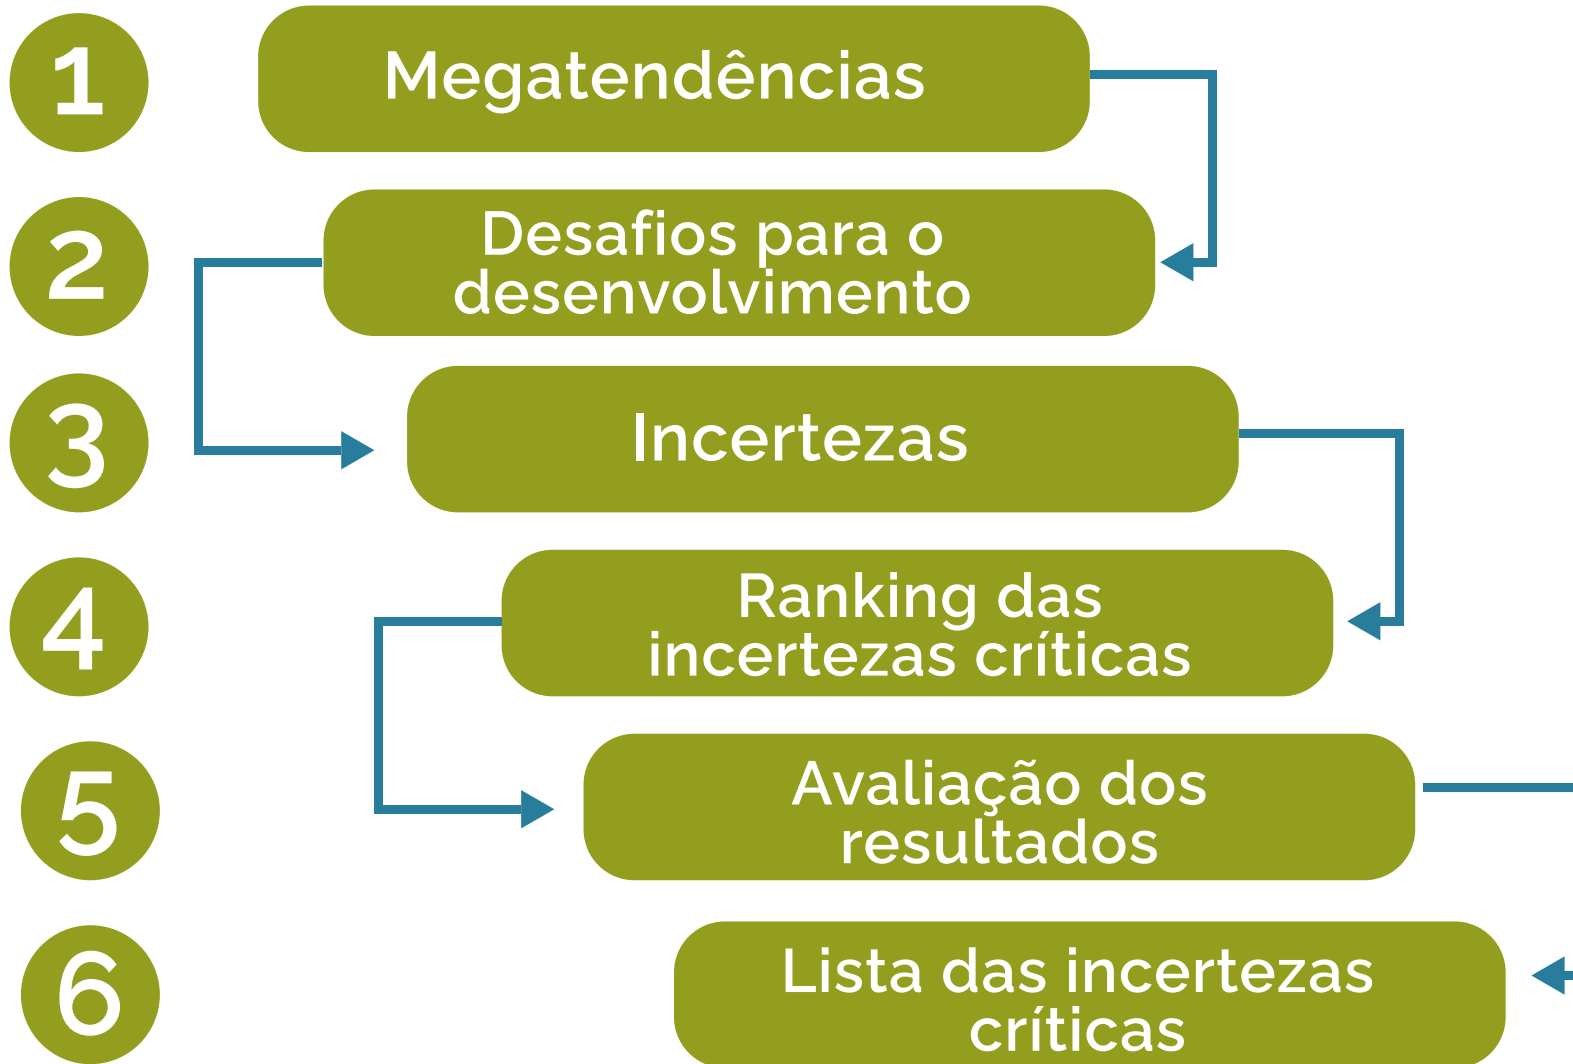 1
Megatendências
2
Desafios para o
desenvolvimento
3
Incertezas
4
Ranking das
incertezas críticas
5
Avaliação dos
resultados
6
Lista das incertezas
críticas